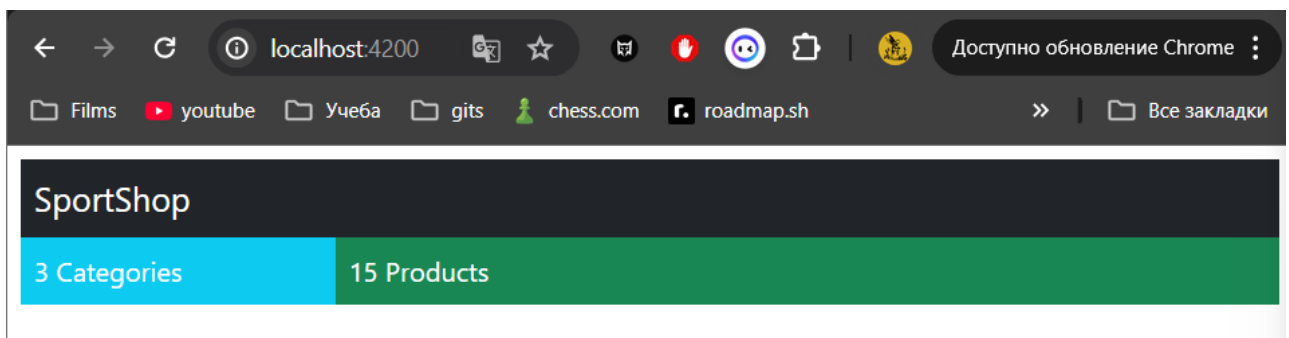 localhost:4200 Доступно обновление Chrome
Films youtube Учеба gits chess.com r. roadmap.sh » Все закладки
SportShop
3 Categories 15 Products